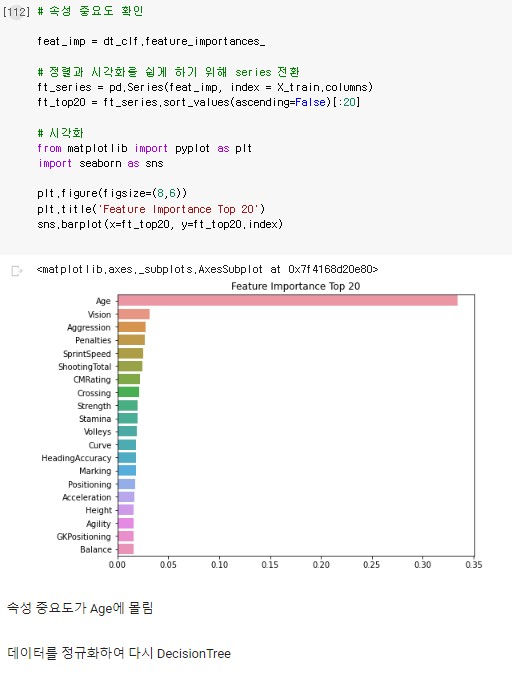 [112] # 속성 중요도 확인
feat_imp = dt_clf.feature_importances_
# 정렬과 시각화을 쉽게 하기 위해 series 전환
ft_series = pd.Series(feat_imp, index = X_train.columns)
ft_top20 = ft_series.sort_values(ascending=False)[:20]
# 시각화
from matplotlib import pyplot as plt
import seaborn as sns
plt.figure(figsize=(8,6))
plt.title('Feature Importance Top 20')
sns.barplot(x=ft_top20, y=ft_top20.index)
<matplotlib.axes._subplots.AxesSubplot at 0x7f4168d20e80>
Feature Importance Top 20
Age
Vision
Aggression
Penalties
SprintSpeed
ShootingTotal
CMRating
Crossing
Strength
Stamina
Volleys
Curve
HeadingAccuracy
Marking
Positioning
Acceleration
Height
Agility
GKPositioning
Balance
0.00 0.05 0.10 0.15 0.20 0.25 0.30 0.35
속성 중요도가 Age에 몰림
데이터를 정규화하여 다시 DecisionTree